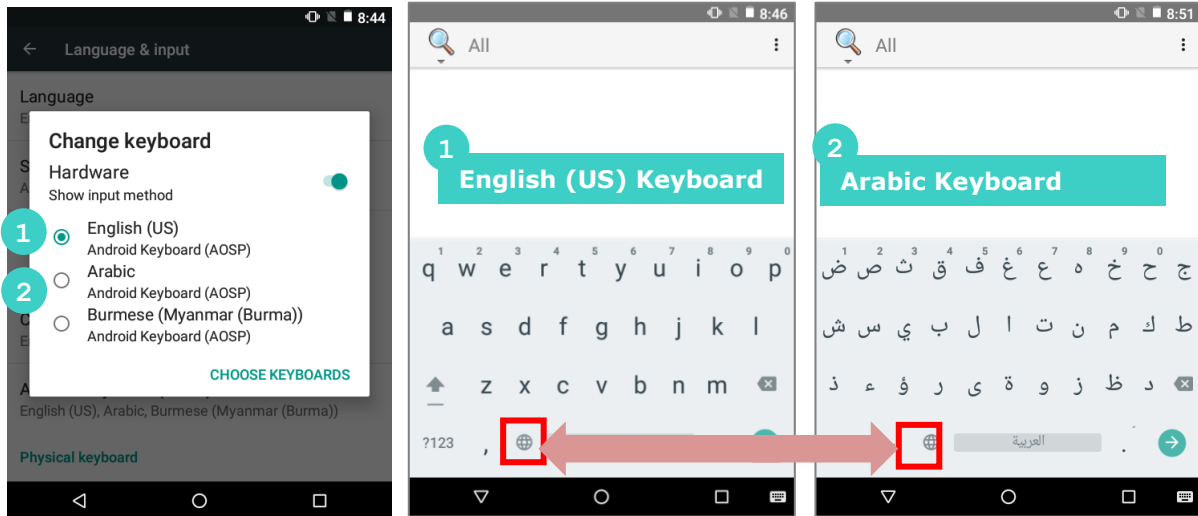 8:44
Language & input
Language
E
Change keyboard
Hardware
Show input method
S
A
1
English (US)
Android Keyboard (AOSP)
2
Arabic
Android Keyboard (AOSP)
Burmese (Myanmar (Burma))
Android Keyboard (AOSP)
C
E
CHOOSE KEYBOARDS
A
English (US), Arabic, Burmese (Myanmar (Burma))
Physical keyboard
8:46
All
1
English (US) Keyboard
1 2 3 4 5 6 7 8 9 0
q w e r t y u i o p
a s d f g h j k l
z x c v b n m
?123 ,
8:51
All
2
Arabic Keyboard
1 2 3 4 5 6 7 8 9 0
ض ص ث ق ف غ ع ه خ ح ج
ش س ي ب ل ا ت ن م ك ط
ذ ء ؤ ر ى ة و ز ظ د
العربية .